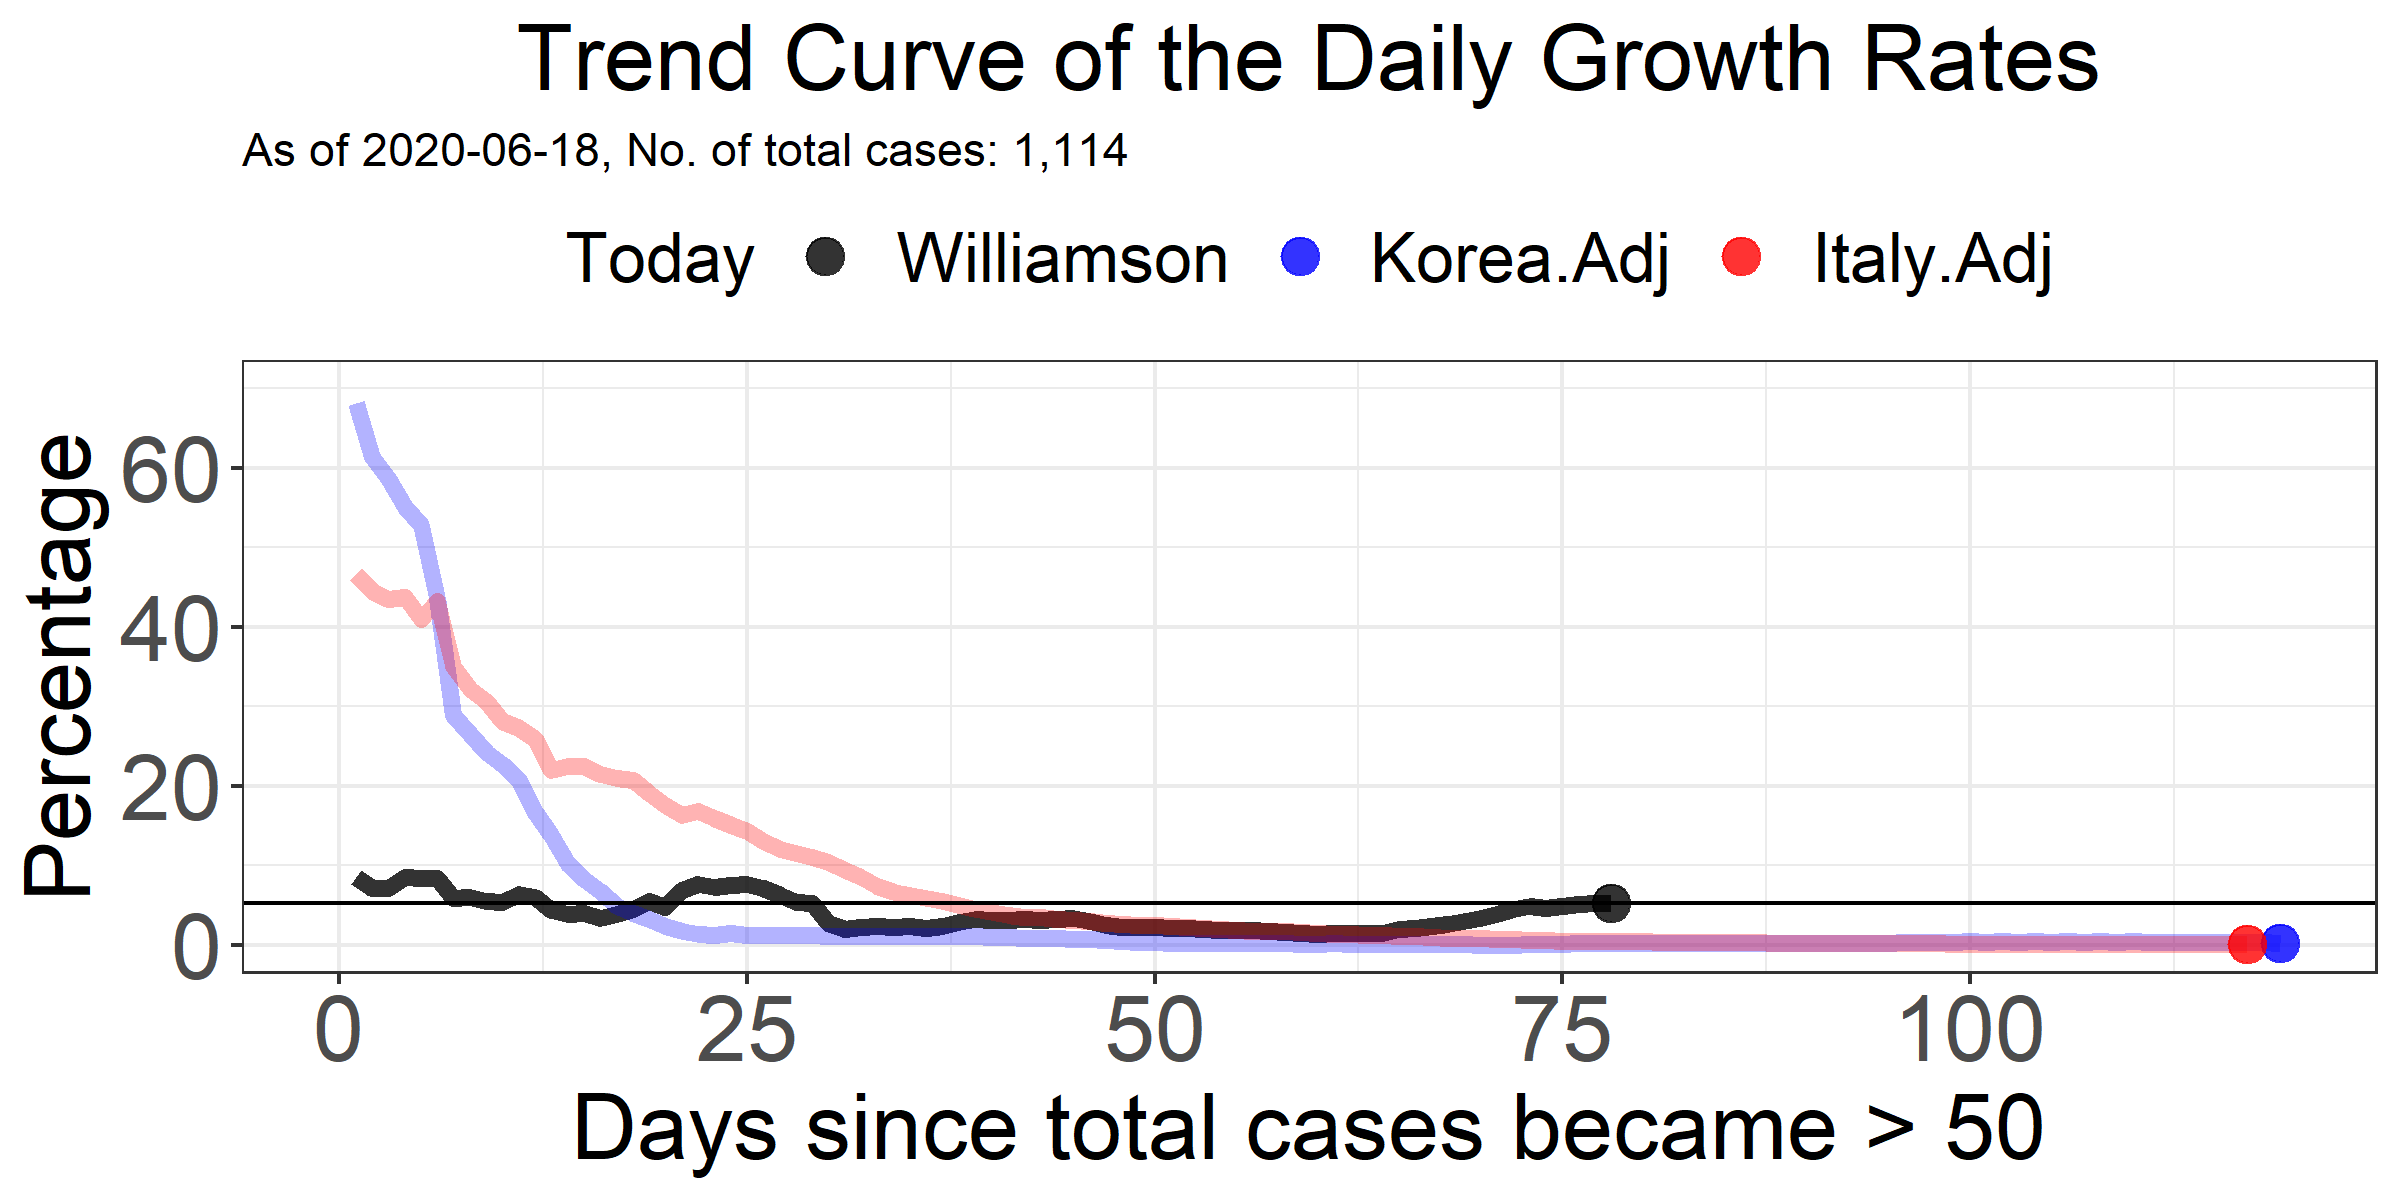 Trend Curve of the Daily Growth Rates
As of 2020-06-18, No. of total cases: 1,114
Today Williamson Korea.Adj Italy.Adj
Percentage
60
40
20
0
0 25 50 75 100
Days since total cases became > 50